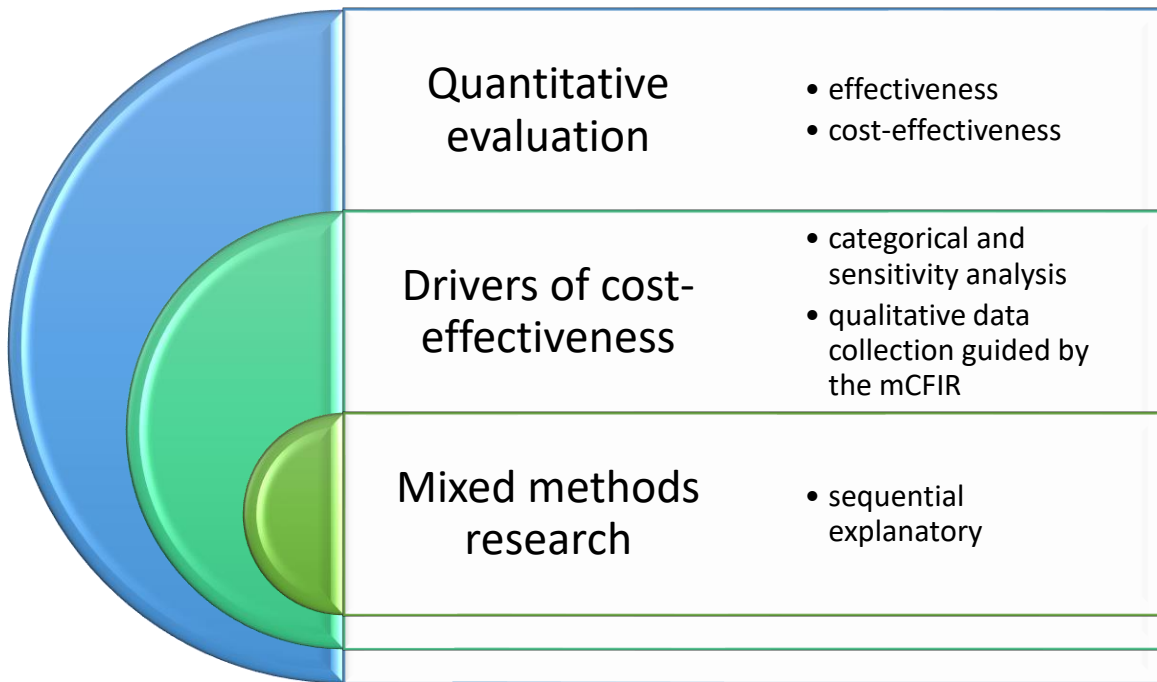 Quantitative
evaluation
• effectiveness
• cost-effectiveness
Drivers of cost-
effectiveness
• categorical and
sensitivity analysis
• qualitative data
collection guided by
the mCFIR
Mixed methods
research
• sequential
explanatory